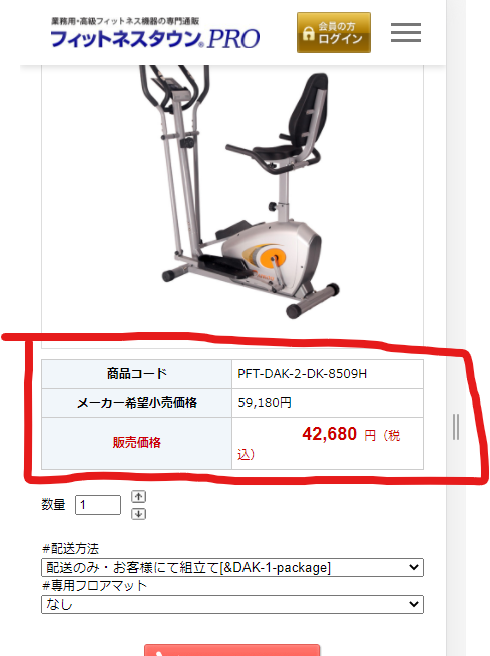 業務用・高級フィットネス機器の専門通販
フィットネスタウン®PRO
会員の方
ログイン
商品コード PFT-DAK-2-DK-8509H
メーカー希望小売価格 59,180円
販売価格 42,680 円（税
込）
数量 1
#配送方法
配送のみ・お客様にて組立て[&DAK-1-package]
#専用フロアマット
なし